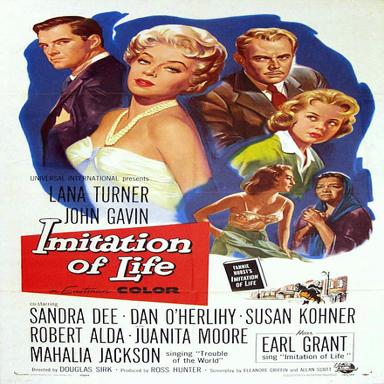 UNIVERSAL INTERNATIONAL presents
LANA TURNER
JOHN GAVIN
Imitation
of Life
in Eastman COLOR
FANNIE
HURST'S
IMITATION
OF LIFE
co-starring
SANDRA DEE · DAN O'HERLIHY · SUSAN KOHNER
ROBERT ALDA · JUANITA MOORE
MAHALIA JACKSON singing "Trouble of the World"
Hear
EARL GRANT
sing "Imitation of Life"
Directed by DOUGLAS SIRK · Produced by ROSS HUNTER · Screenplay by ELEANORE GRIFFIN and ALLAN SCOTT